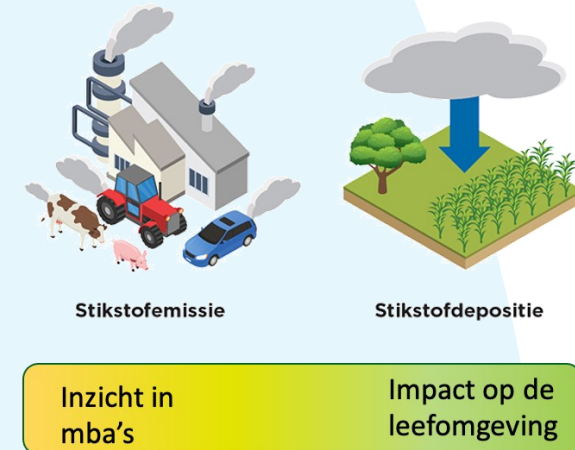 Stikstofemissie
Stikstofdepositie
Inzicht in
mba's
Impact op de
leefomgeving